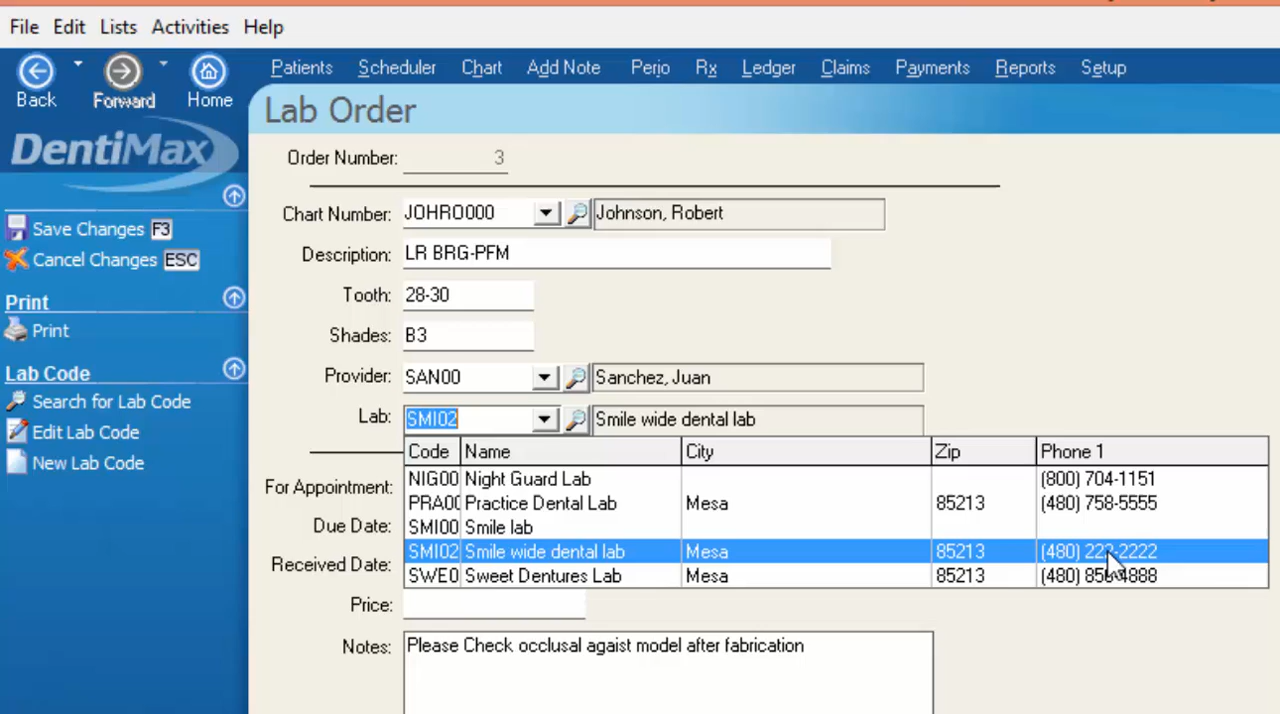 File Edit Lists Activities Help
Back Forward Home
Patients Scheduler Chart Add Note Perio Rx Ledger Claims Payments Reports Setup
DentiMax
Save Changes F3
Cancel Changes ESC
Print
Print
Lab Code
Search for Lab Code
Edit Lab Code
New Lab Code
Lab Order
Order Number: 3
Chart Number: JOHRO000 Johnson, Robert
Description: LR BRG-PFM
Tooth: 28-30
Shades: B3
Provider: SAN00 Sanchez, Juan
Lab: SMI02 Smile wide dental lab
Code Name City Zip Phone 1
NIG00 Night Guard Lab (800) 704-1151
PRA00 Practice Dental Lab Mesa 85213 (480) 758-5555
SMI00 Smile lab
SMI02 Smile wide dental lab Mesa 85213 (480) 222-2222
SWE0 Sweet Dentures Lab Mesa 85213 (480) 856-4888
For Appointment:
Due Date:
Received Date:
Price:
Notes: Please Check occlusal agaist model after fabrication